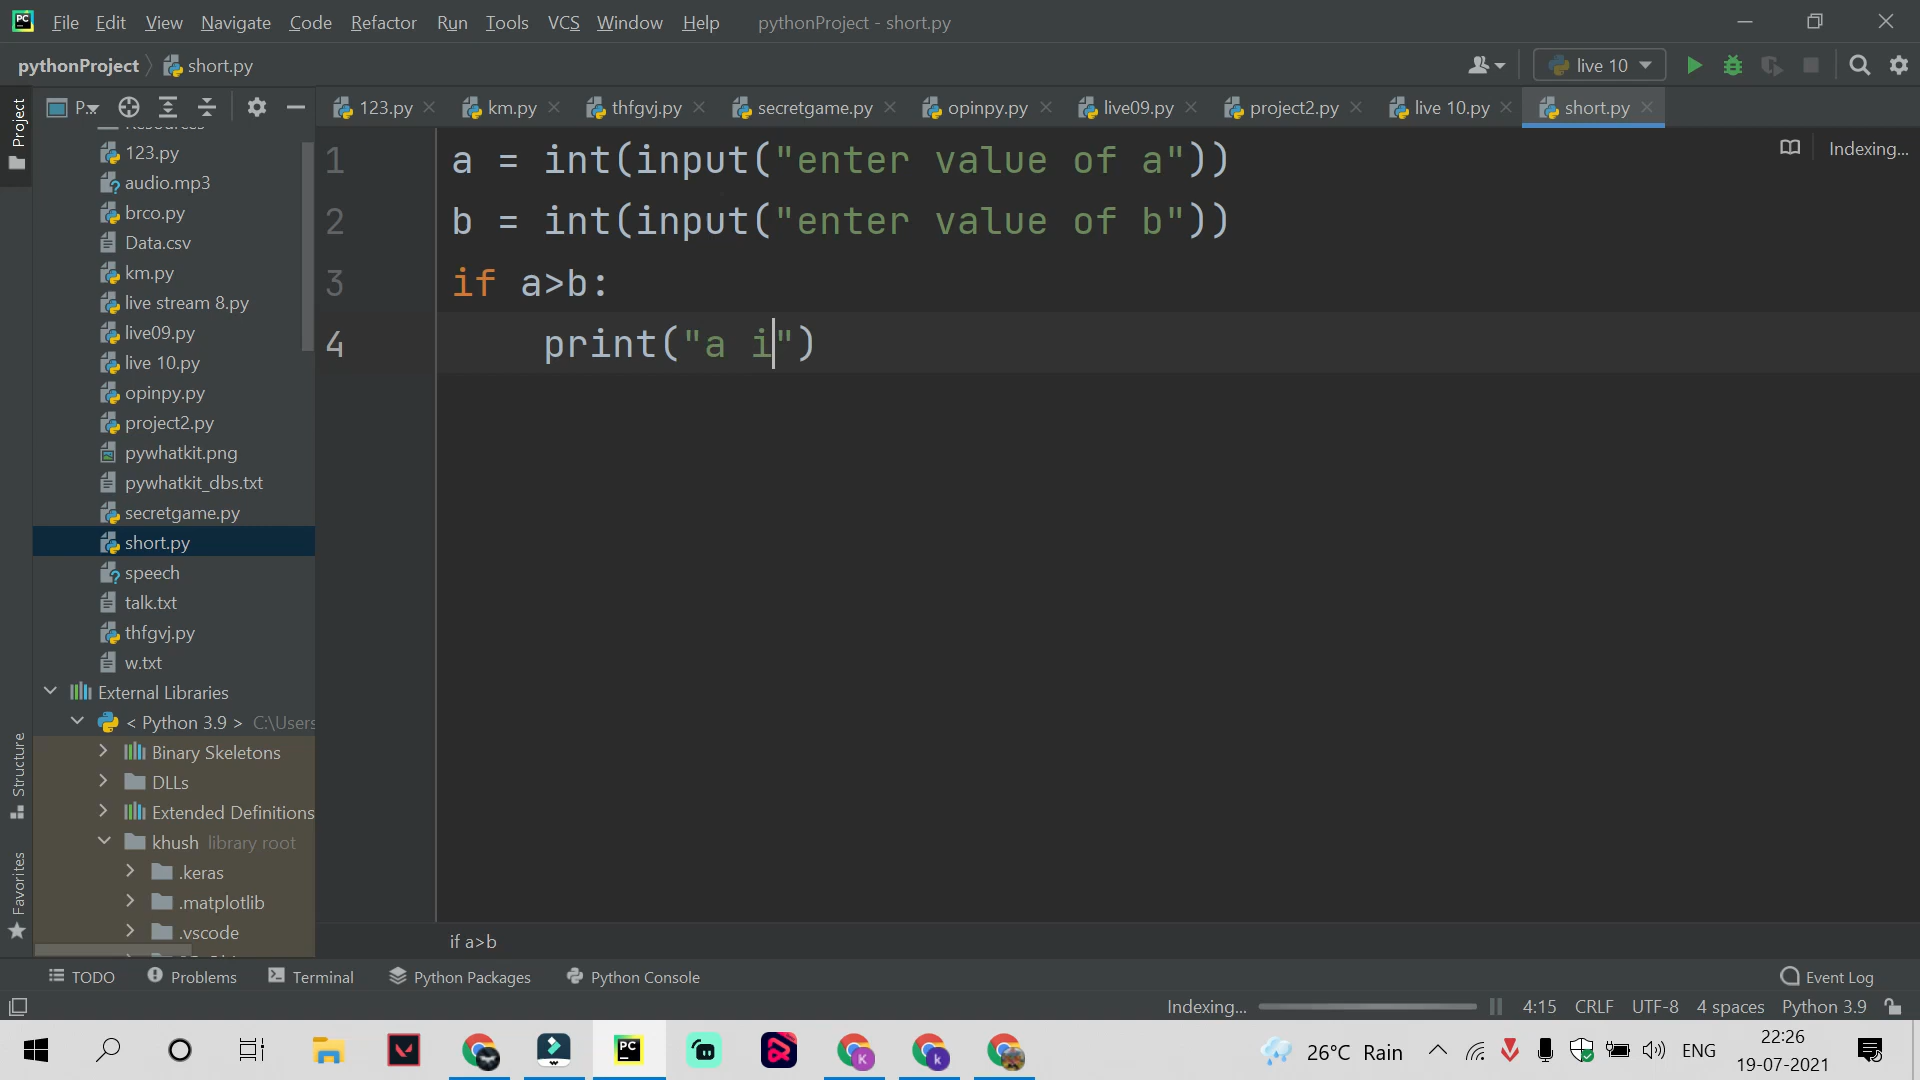 File Edit View Navigate Code Refactor Run Tools VCS Window Help pythonProject - short.py
pythonProject short.py live 10
Project P... 123.py km.py thfgvj.py secretgame.py opinpy.py live09.py project2.py live 10.py short.py
Resources
1 a = int(input("enter value of a"))
Indexing...
2 b = int(input("enter value of b"))
3 if a>b:
4 print("a i")
123.py
audio.mp3
brco.py
Data.csv
km.py
live stream 8.py
live09.py
live 10.py
opinpy.py
project2.py
pywhatkit.png
pywhatkit_dbs.txt
secretgame.py
short.py
speech
talk.txt
thfgvj.py
w.txt
External Libraries
< Python 3.9 > C:\Users
Binary Skeletons
DLLs
Extended Definitions
khush library root
.keras
.matplotlib
.vscode
Structure
Favorites
if a>b
TODO Problems Terminal Python Packages Python Console Event Log
Indexing... 4:15 CRLF UTF-8 4 spaces Python 3.9
26°C Rain ENG 22:26
19-07-2021